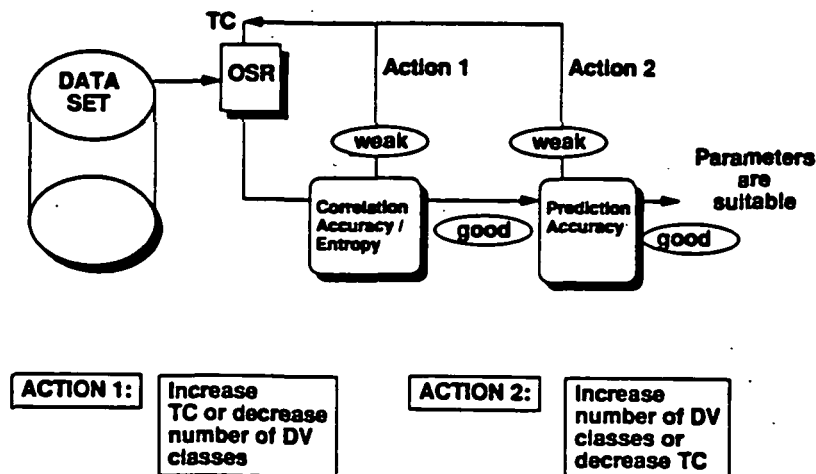 TC
DATA
SET
OSR
Action 1
Action 2
weak
weak
Correlation
Accuracy /
Entropy
good
Prediction
Accuracy
good
Parameters
are
suitable
ACTION 1:
Increase
TC or decrease
number of DV
classes
ACTION 2:
Increase
number of DV
classes or
decrease TC